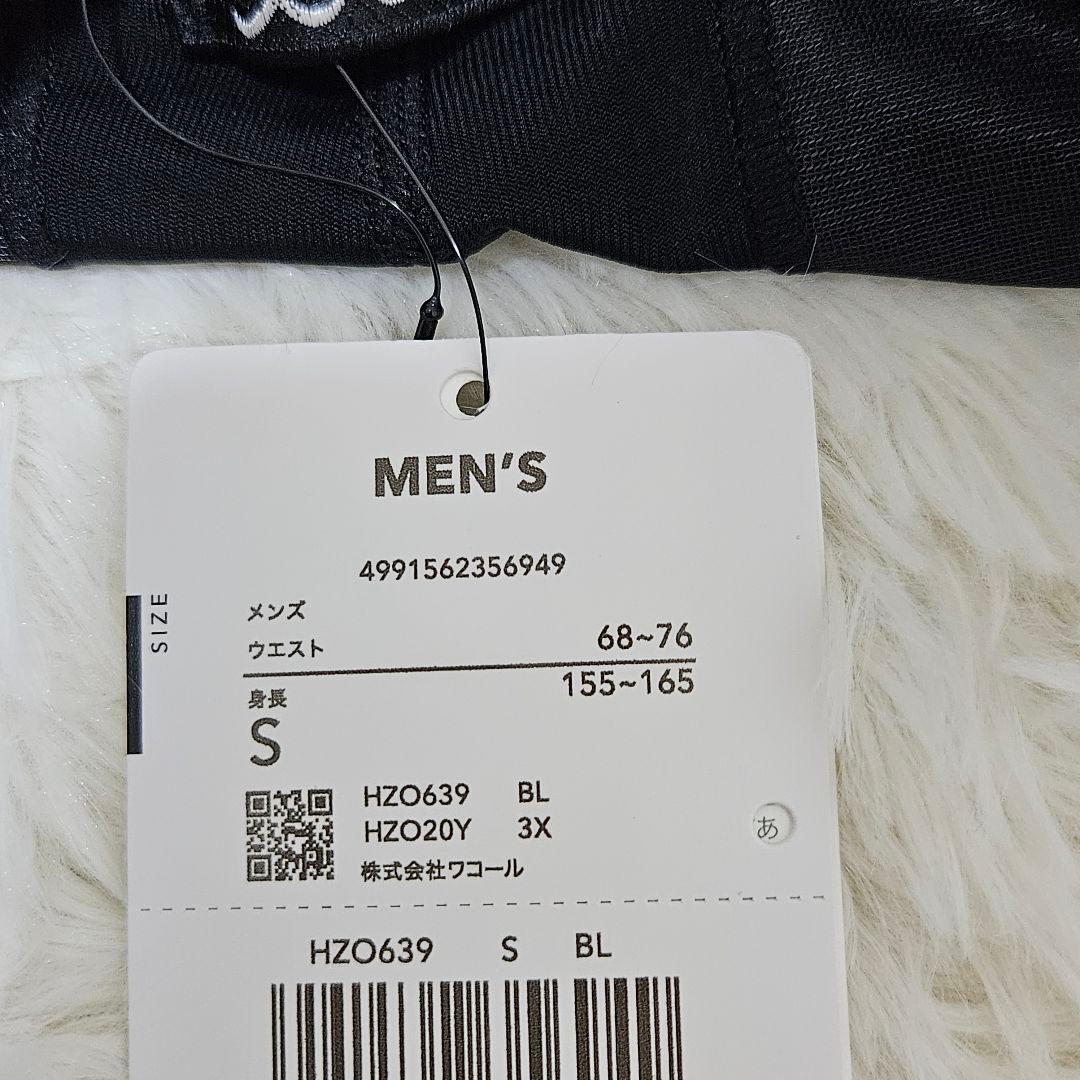 MEN'S
4991562356949
SIZE
メンズ
ウエスト 68~76
身長 155~165
S
HZO639 BL
HZO20Y 3X
株式会社ワコール
あ
HZO639 S BL